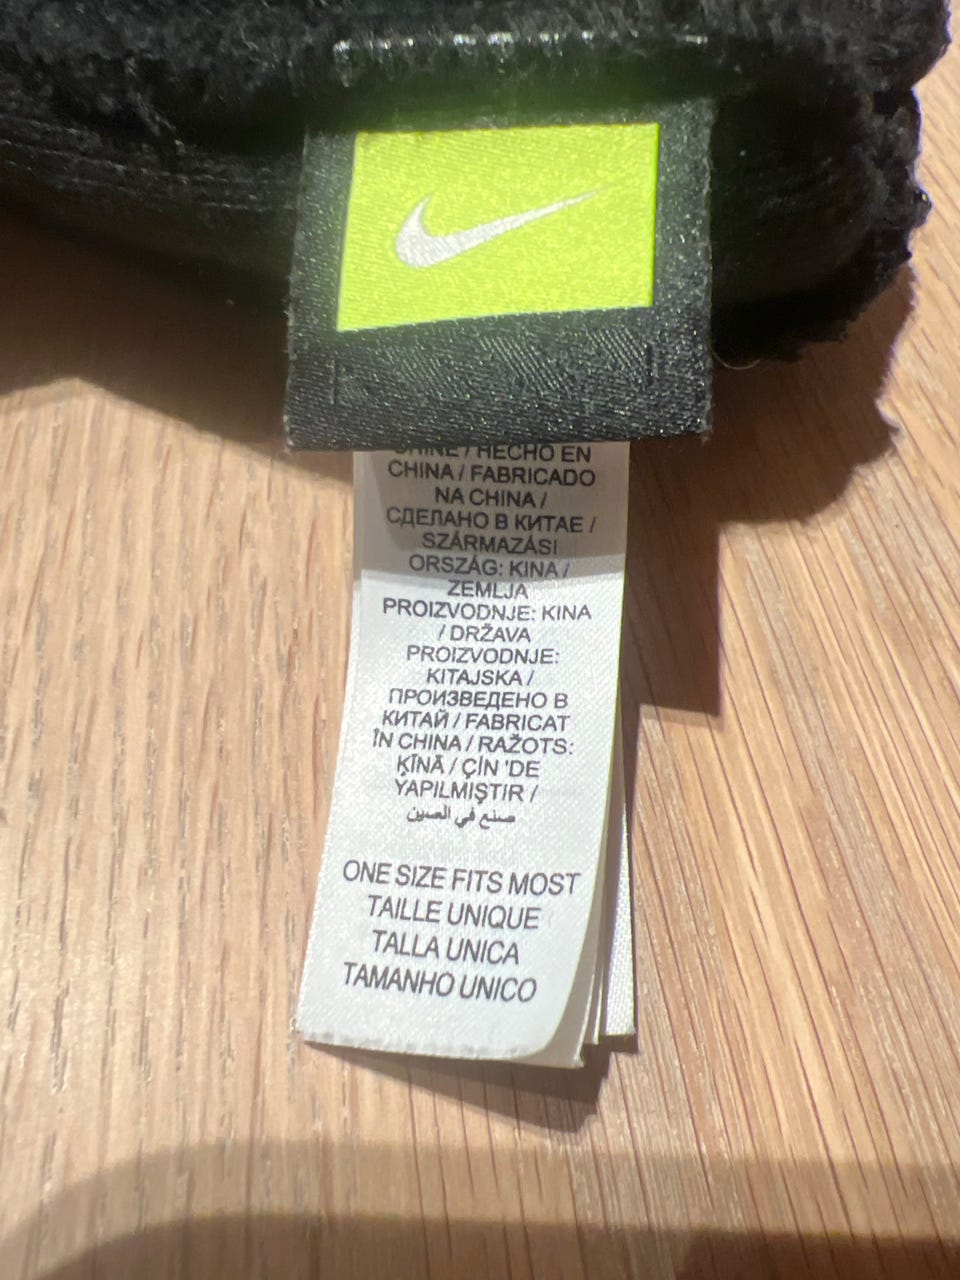 CHINE / HECHO EN
CHINA / FABRICADO
NA CHINA /
СДЕЛАНО В КИТАЕ /
SZÁRMAZÁSI
ORSZÁG: KINA /
ZEMLJA
PROIZVODNJE: KINA
/ DRŽAVA
PROIZVODNJE:
KITAJSKA /
ПРОИЗВЕДЕНО В
КИТАЙ / FABRICAT
ÎN CHINA / RAŽOTS:
ĶĪNĀ / ÇİN 'DE
YAPILMIŞTIR /
صنع في الصين
ONE SIZE FITS MOST
TAILLE UNIQUE
TALLA UNICA
TAMANHO UNICO